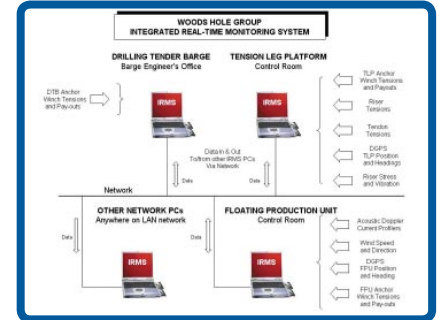 WOODS HOLE GROUP
INTEGRATED REAL-TIME MONITORING SYSTEM
DRILLING TENDER BARGE
Barge Engineer's Office
TENSION LEG PLATFORM
Control Room
DTB Anchor
Winch Tensions
and Pay-outs
IRMS
IRMS
TLP Anchor
Winch Tensions
and Payouts
Riser
Tensions
Tendon
Tensions
DGPS
TLP Position
and Headings
Riser Stress
and Vibration
Data In & Out
To/from other IRMS PCs
Via Network
Data
Data
Network
OTHER NETWORK PCs
Anywhere on LAN network
FLOATING PRODUCTION UNIT
Control Room
Data
Data
IRMS
IRMS
Acoustic Doppler
Current Profilers
Wind Speed
and Direction
DGPS
FPU Position
and Heading
FPU Anchor
Winch Tensions
and Pay-outs